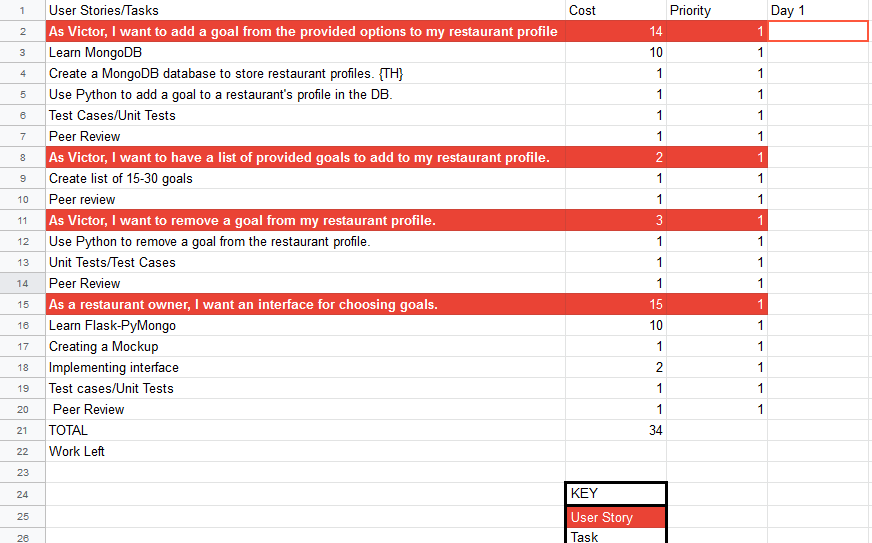 1 User Stories/Tasks Cost Priority Day 1
2 As Victor, I want to add a goal from the provided options to my restaurant profile 14 1
3 Learn MongoDB 10 1
4 Create a MongoDB database to store restaurant profiles. {TH} 1 1
5 Use Python to add a goal to a restaurant's profile in the DB. 1 1
6 Test Cases/Unit Tests 1 1
7 Peer Review 1 1
8 As Victor, I want to have a list of provided goals to add to my restaurant profile. 2 1
9 Create list of 15-30 goals 1 1
10 Peer review 1 1
11 As Victor, I want to remove a goal from my restaurant profile. 3 1
12 Use Python to remove a goal from the restaurant profile. 1 1
13 Unit Tests/Test Cases 1 1
14 Peer Review 1 1
15 As a restaurant owner, I want an interface for choosing goals. 15 1
16 Learn Flask-PyMongo 10 1
17 Creating a Mockup 1 1
18 Implementing interface 2 1
19 Test cases/Unit Tests 1 1
20 Peer Review 1 1
21 TOTAL 34
22 Work Left
23
24 KEY
25 User Story
26 Task